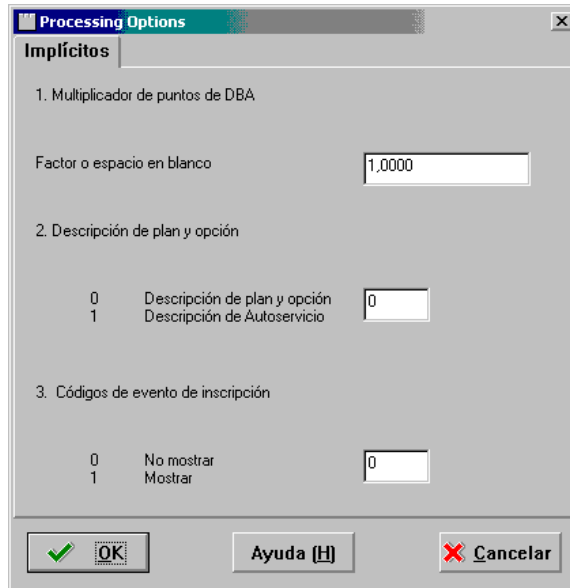 Processing Options
Implícitos
1. Multiplicador de puntos de DBA
Factor o espacio en blanco 1,0000
2. Descripción de plan y opción
0 Descripción de plan y opción 0
1 Descripción de Autoservicio
3. Códigos de evento de inscripción
0 No mostrar 0
1 Mostrar
OK Ayuda (H) Cancelar